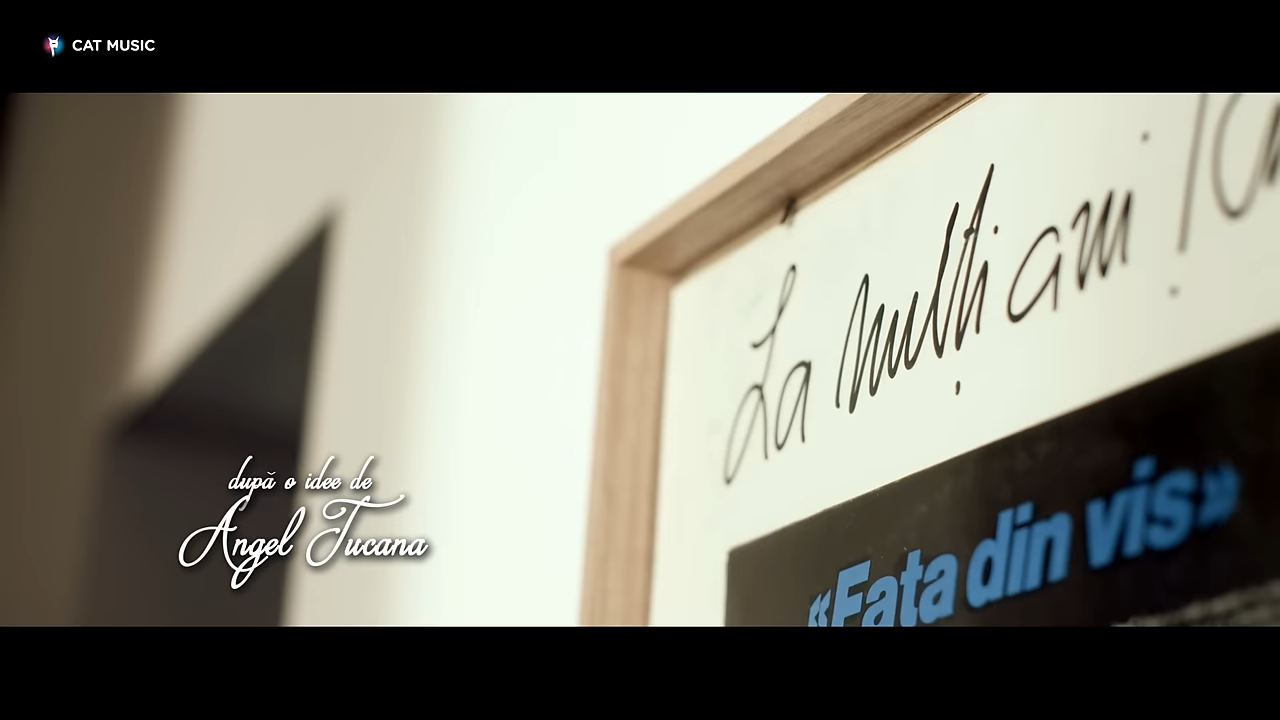 CAT MUSIC
La mulți ani
după o idee de
Angel Tucana
«Fata din vis»